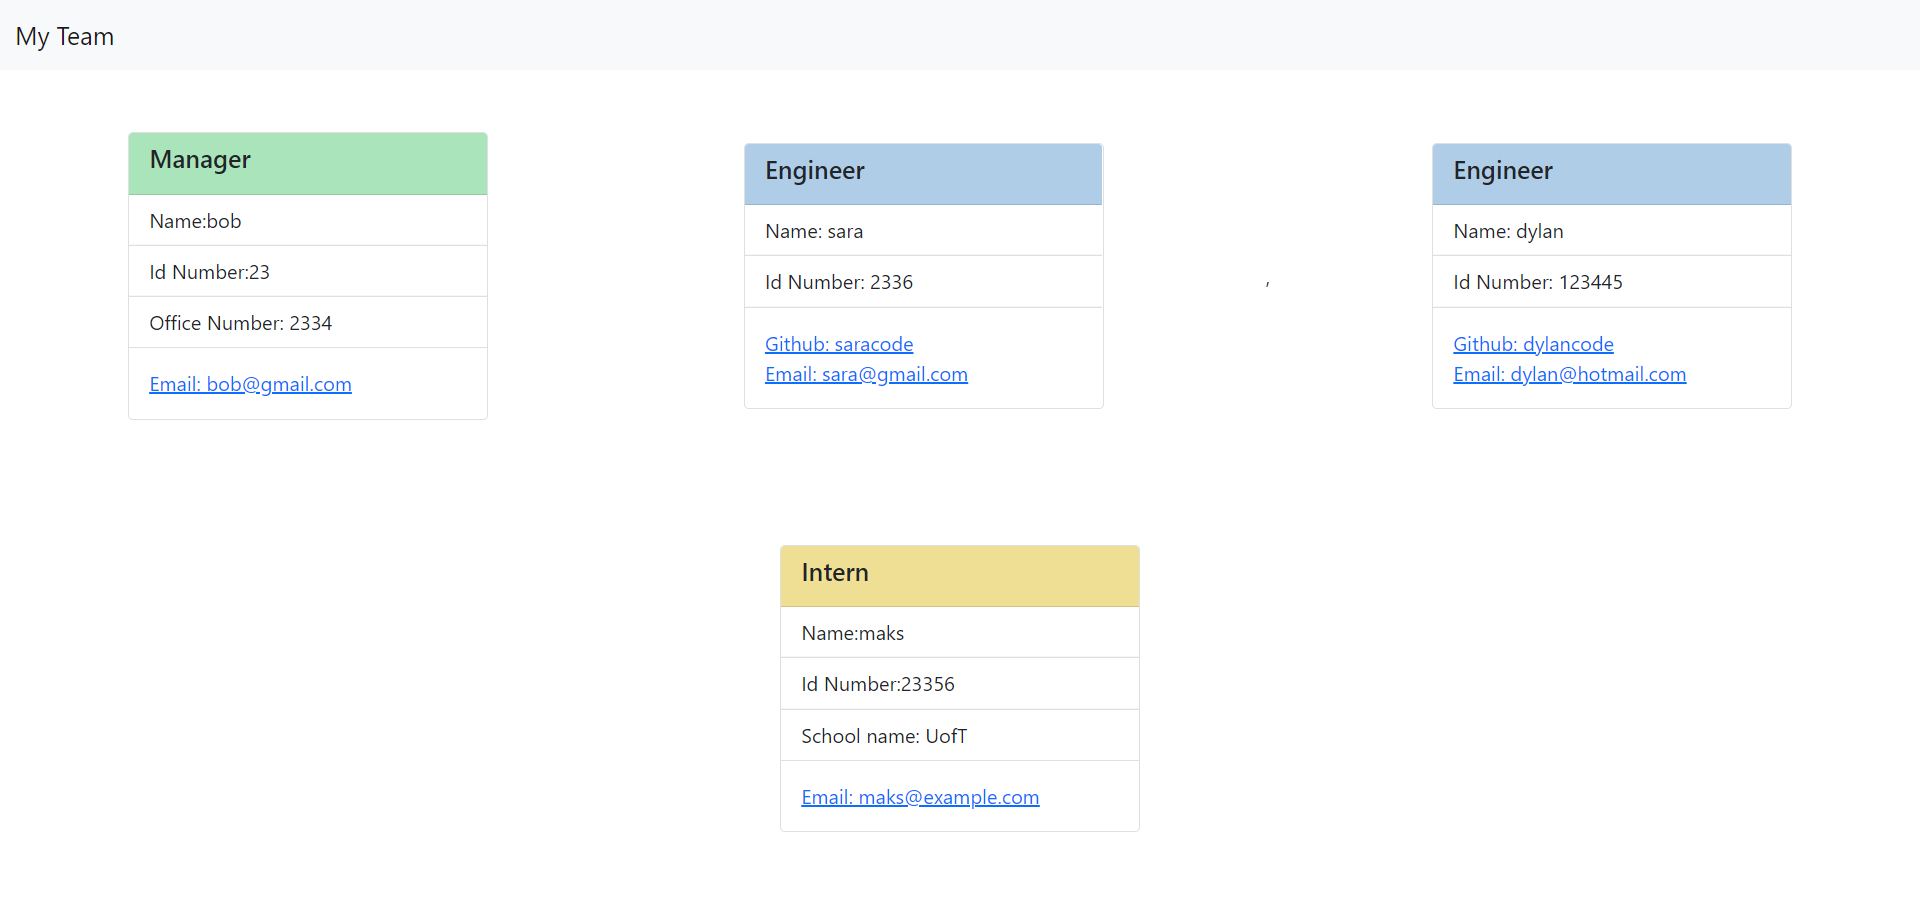 My Team
Manager
Name:bob
Id Number:23
Office Number: 2334
Email: bob@gmail.com
Engineer
Name: sara
Id Number: 2336
Github: saracode
Email: sara@gmail.com
,
Engineer
Name: dylan
Id Number: 123445
Github: dylancode
Email: dylan@hotmail.com
Intern
Name:maks
Id Number:23356
School name: UofT
Email: maks@example.com